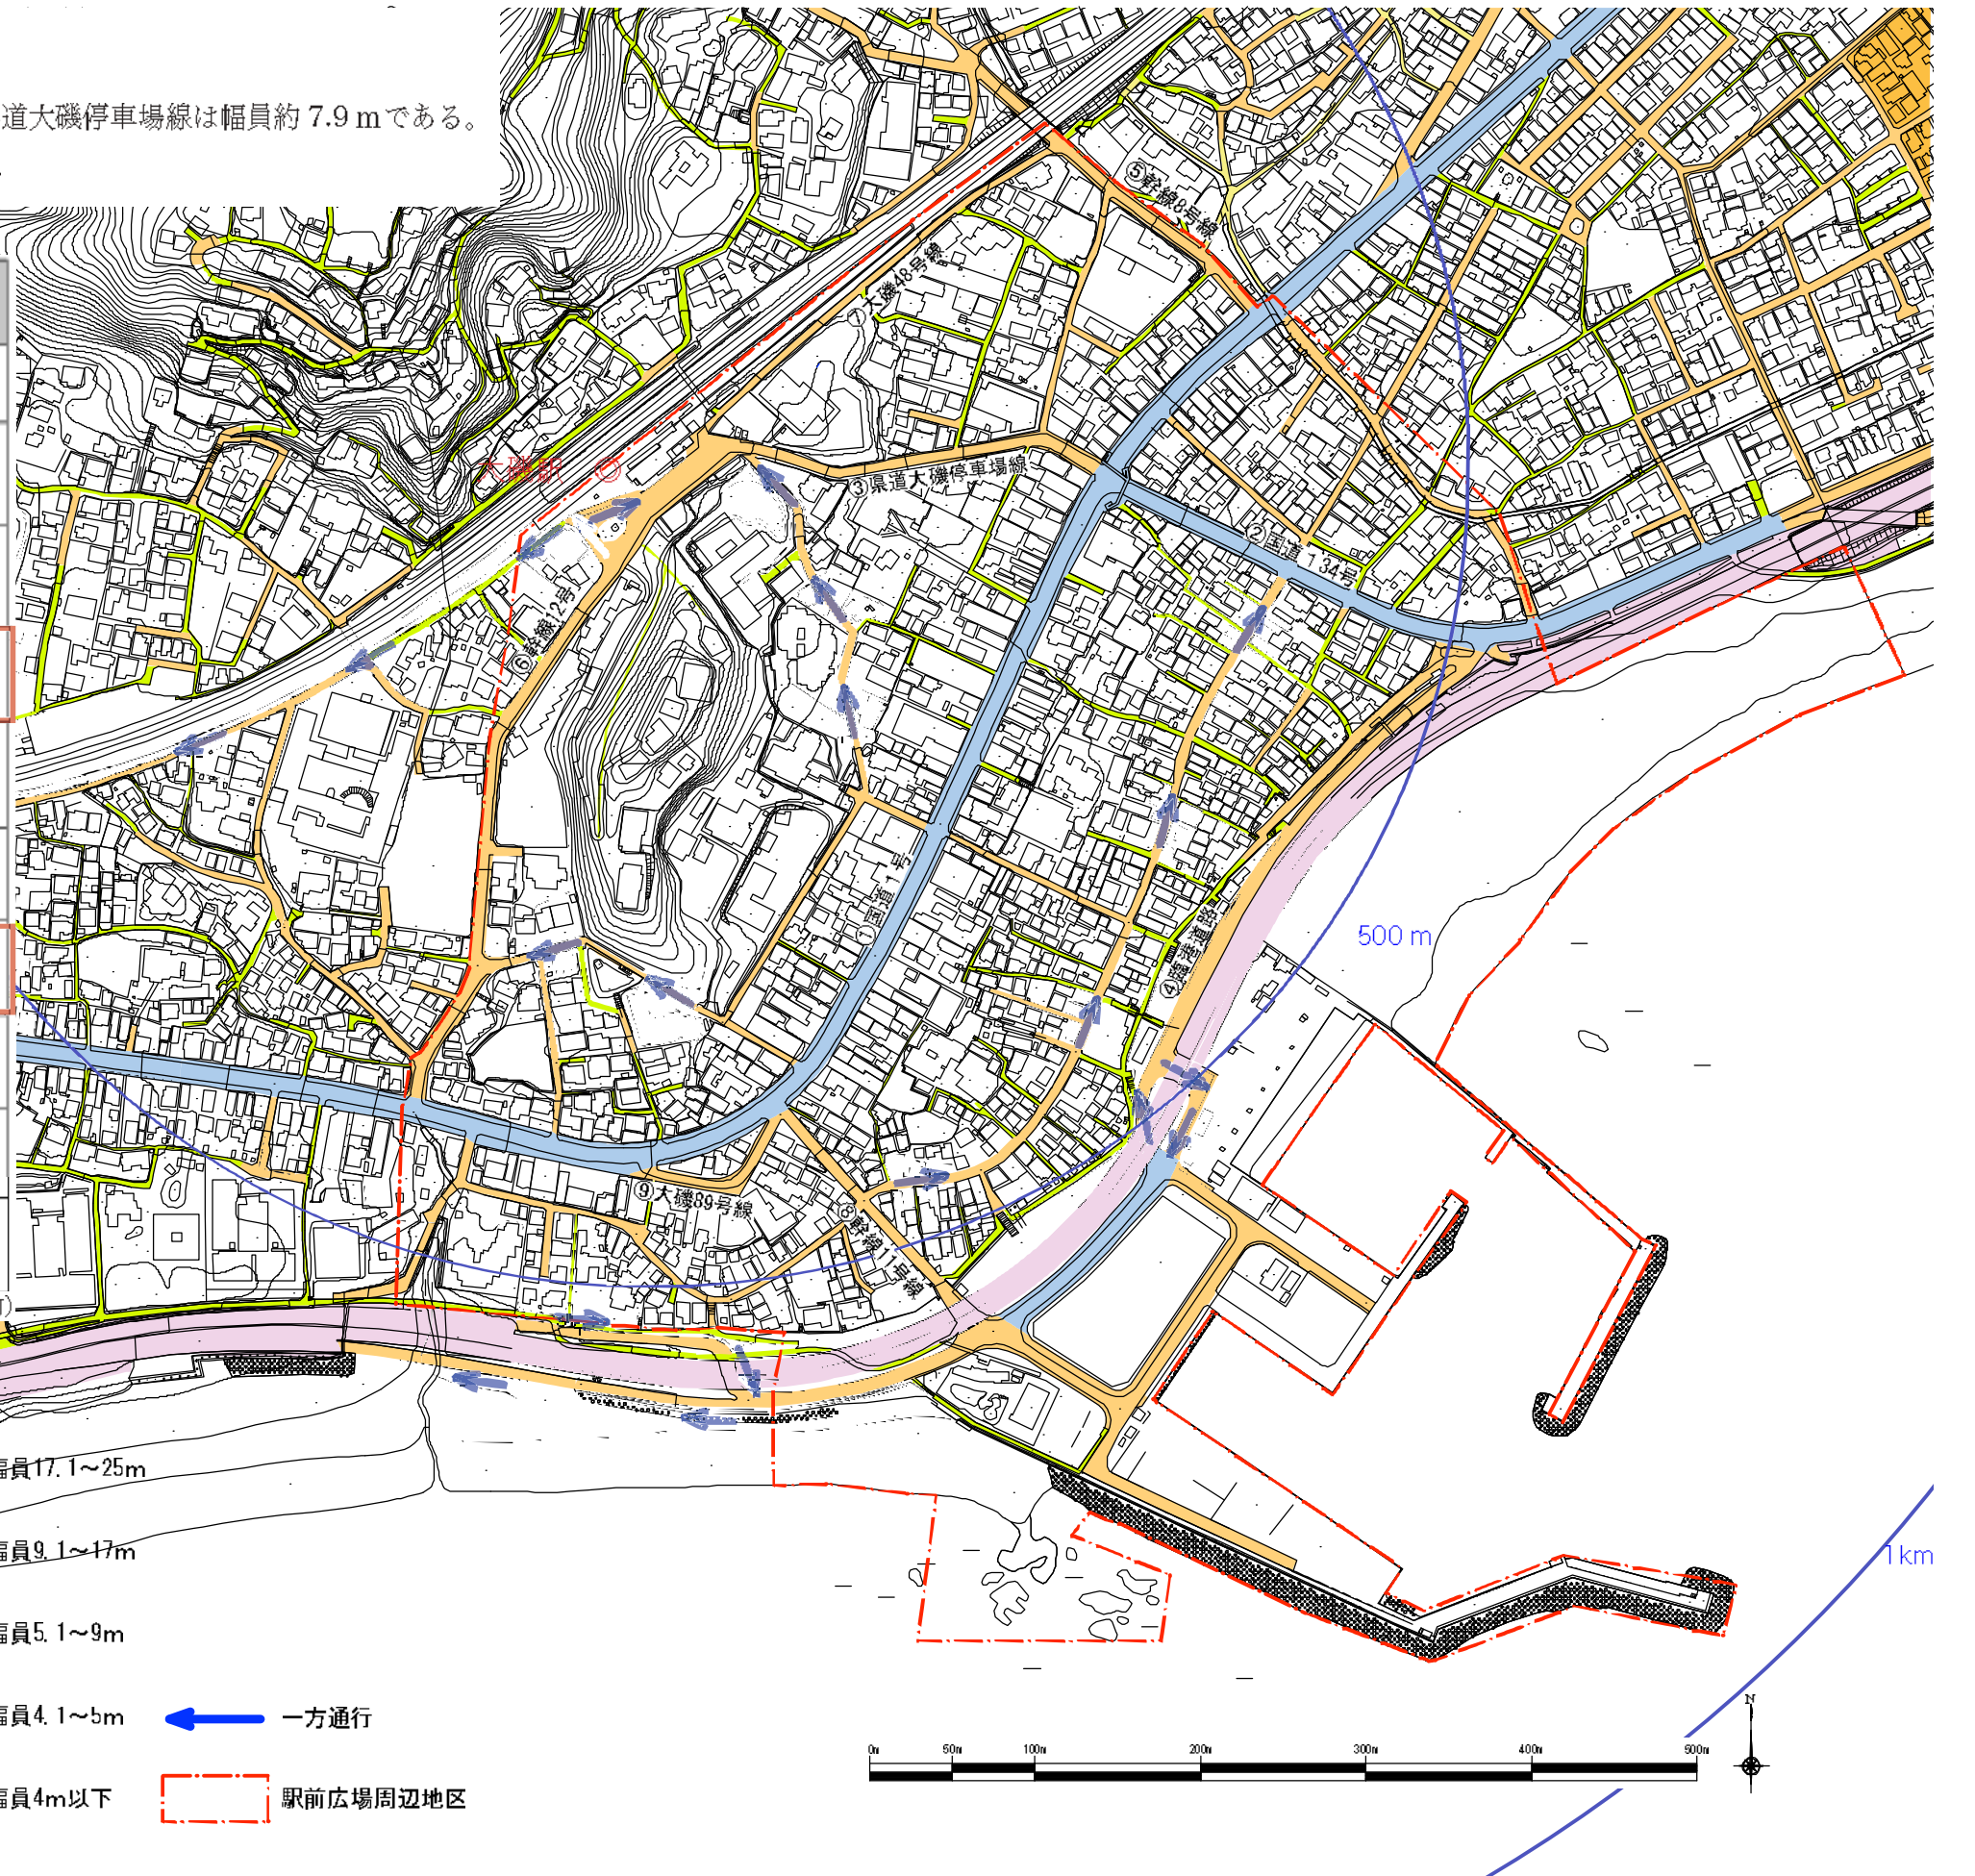 道大磯停車場線は幅員約 7.9 mである。
⑤幹線8号線
⑦大磯48号線
大磯駅
③県道大磯停車場線
②国道134号
⑥幹線12号
①国道1号
④臨港道路
500 m
⑨大磯89号線
⑧幹線11号線
幅員17.1～25m
幅員9.1～17m
1km
幅員5.1～9m
幅員4.1～5m
一方通行
N
0m 50m 100m 200m 300m 400m 500m
幅員4m以下
駅前広場周辺地区